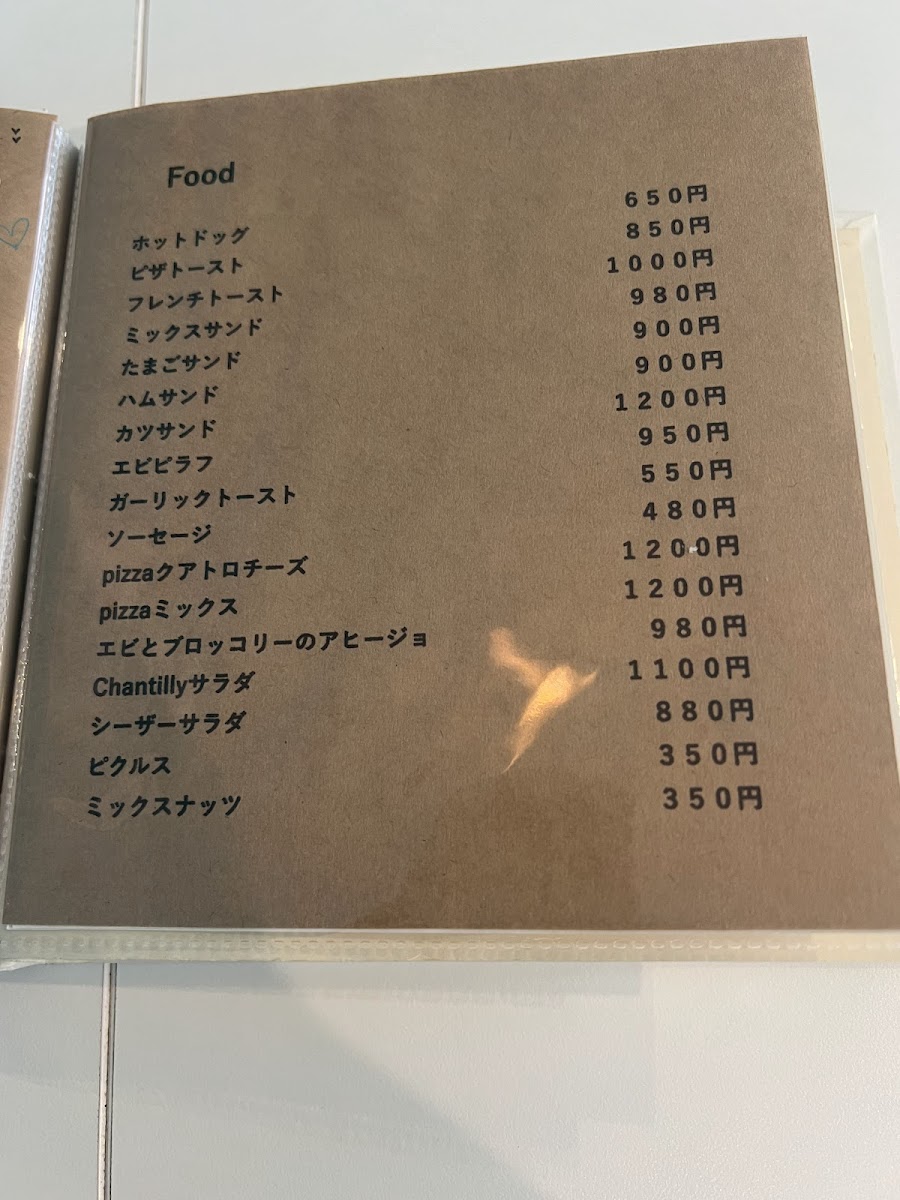 Food
ホットドッグ 650円
ピザトースト 850円
フレンチトースト 1000円
ミックスサンド 980円
たまごサンド 900円
ハムサンド 900円
カツサンド 1200円
エビピラフ 950円
ガーリックトースト 550円
ソーセージ 480円
pizzaクアトロチーズ 1200円
pizzaミックス 1200円
エビとブロッコリーのアヒージョ 980円
Chantillyサラダ 1100円
シーザーサラダ 880円
ピクルス 350円
ミックスナッツ 350円